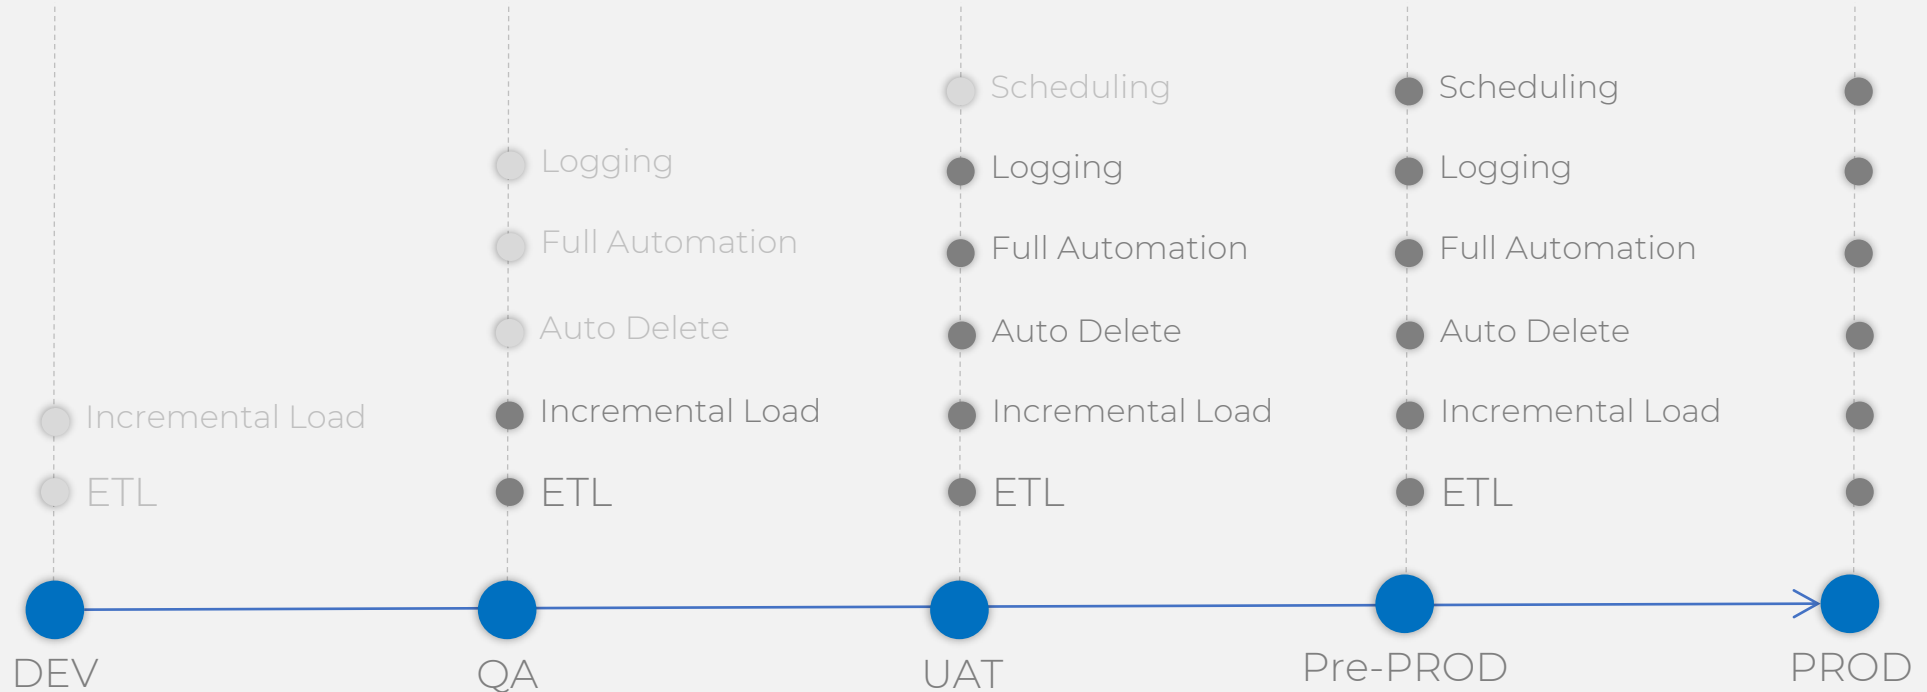 Scheduling
Scheduling
Logging
Logging
Logging
Full Automation
Full Automation
Full Automation
Auto Delete
Auto Delete
Auto Delete
Incremental Load
Incremental Load
Incremental Load
Incremental Load
ETL
ETL
ETL
ETL
DEV
QA
UAT
Pre-PROD
PROD